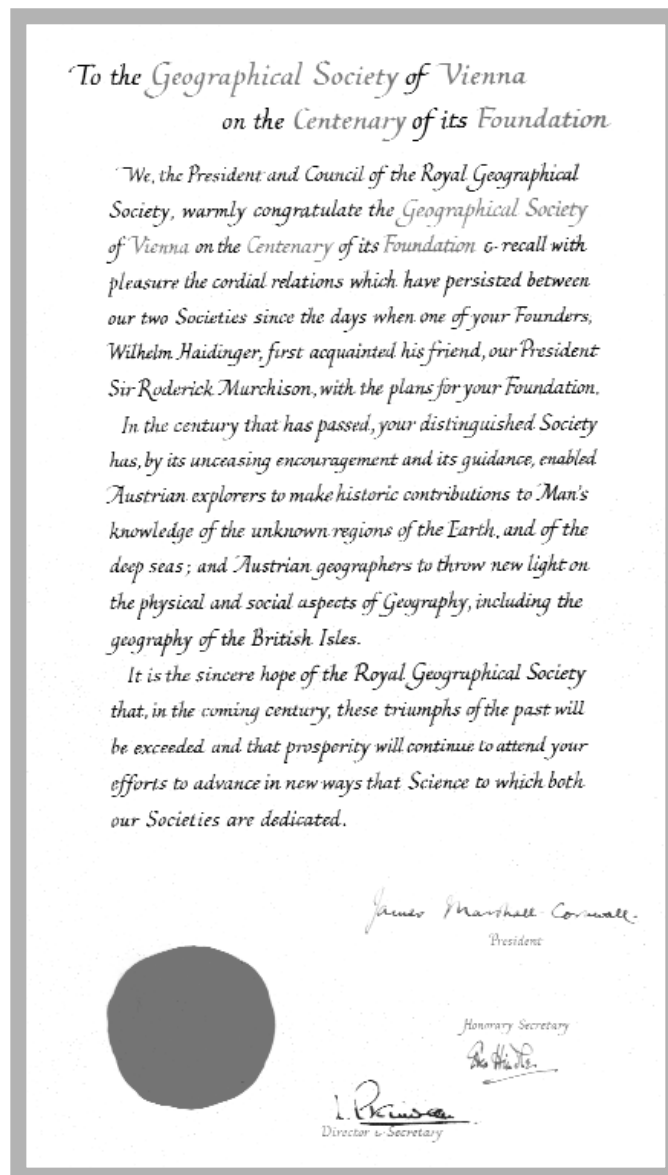 To the Geographical Society of Vienna
on the Centenary of its Foundation
We, the President and Council of the Royal Geographical
Society, warmly congratulate the Geographical Society
of Vienna on the Centenary of its Foundation & recall with
pleasure the cordial relations which have persisted between
our two Societies since the days when one of your Founders,
Wilhelm Haidinger, first acquainted his friend, our President
Sir Roderick Murchison, with the plans for your Foundation.
In the century that has passed, your distinguished Society
has, by its unceasing encouragement and its guidance, enabled
Austrian explorers to make historic contributions to Man's
knowledge of the unknown regions of the Earth, and of the
deep seas; and Austrian geographers to throw new light on
the physical and social aspects of Geography, including the
geography of the British Isles.
It is the sincere hope of the Royal Geographical Society
that, in the coming century, these triumphs of the past will
be exceeded and that prosperity will continue to attend your
efforts to advance in new ways that Science to which both
our Societies are dedicated.
James Marshall-Cornwall.
President
Honorary Secretary
Director & Secretary